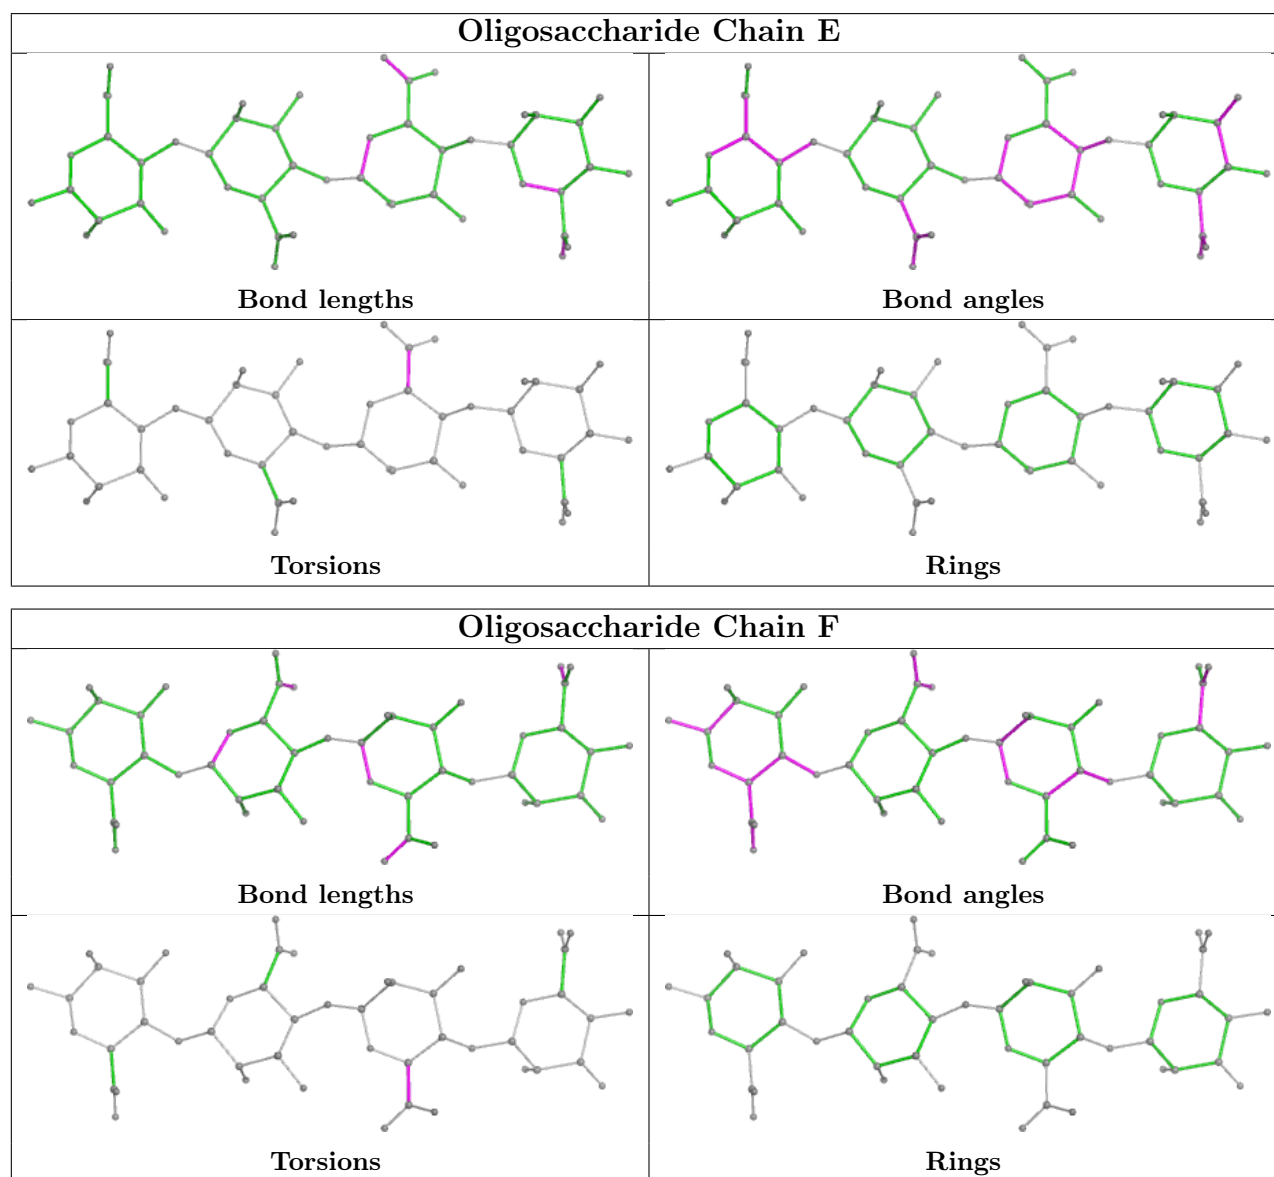 Oligosaccharide Chain E
Bond lengths
Bond angles
Torsions
Rings
Oligosaccharide Chain F
Bond lengths
Bond angles
Torsions
Rings